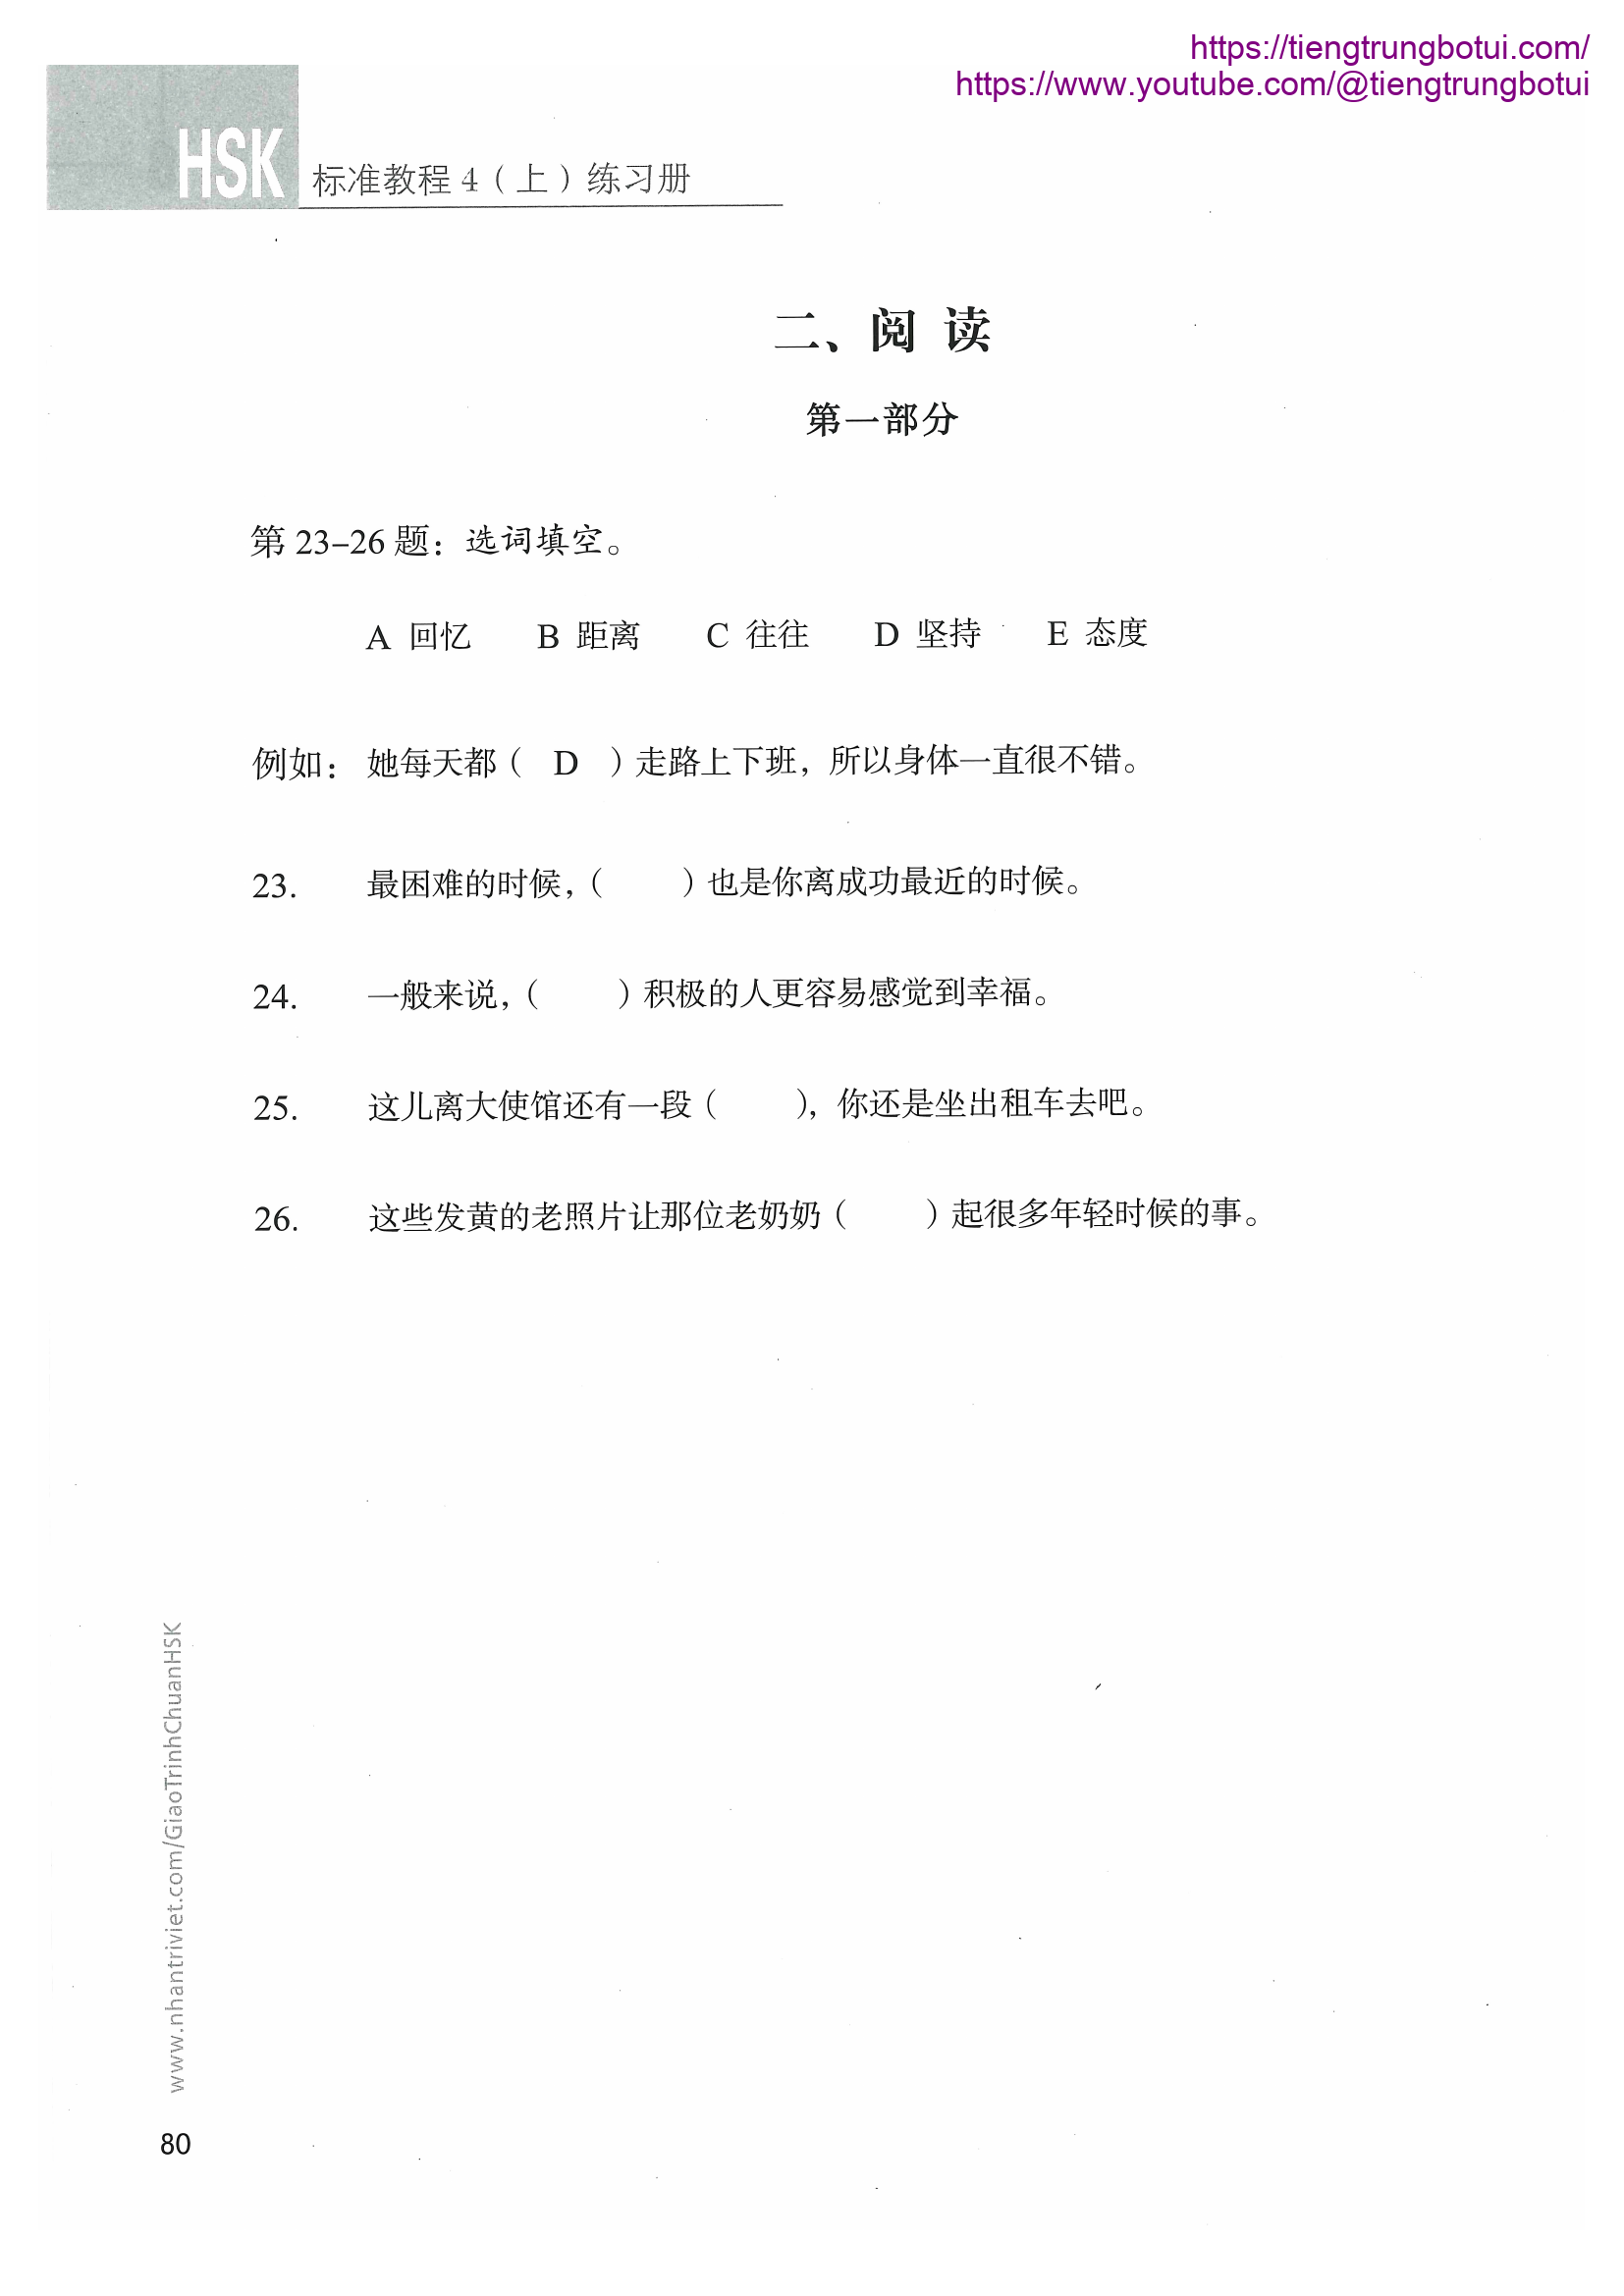 https://tiengtrungbotui.com/
https://www.youtube.com/@tiengtrungbotui
HSK 标准教程 4（上）练习册
二、阅 读
第一部分
第 23–26 题：选词填空。
A 回忆 B 距离 C 往往 D 坚持 E 态度
例如：她每天都（ D ）走路上下班，所以身体一直很不错。
23. 最困难的时候，（ ）也是你离成功最近的时候。
24. 一般来说，（ ）积极的人更容易感觉到幸福。
25. 这儿离大使馆还有一段（ ），你还是坐出租车去吧。
26. 这些发黄的老照片让那位老奶奶（ ）起很多年轻时候的事。
www.nhantriviet.com/GiaoTrinhChuanHSK
80